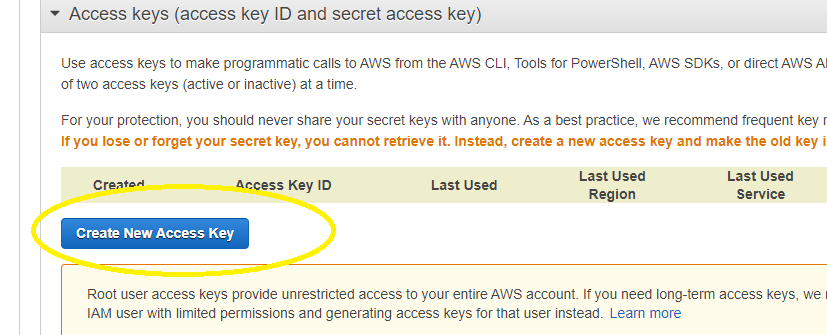 Access keys (access key ID and secret access key)
Use access keys to make programmatic calls to AWS from the AWS CLI, Tools for PowerShell, AWS SDKs, or direct AWS
of two access keys (active or inactive) at a time.
For your protection, you should never share your secret keys with anyone. As a best practice, we recommend frequent key
If you lose or forget your secret key, you cannot retrieve it. Instead, create a new access key and make the old key
Created Access Key ID Last Used Last Used Region Last Used Service
Create New Access Key
Root user access keys provide unrestricted access to your entire AWS account. If you need long-term access keys, we
IAM user with limited permissions and generating access keys for that user instead. Learn more